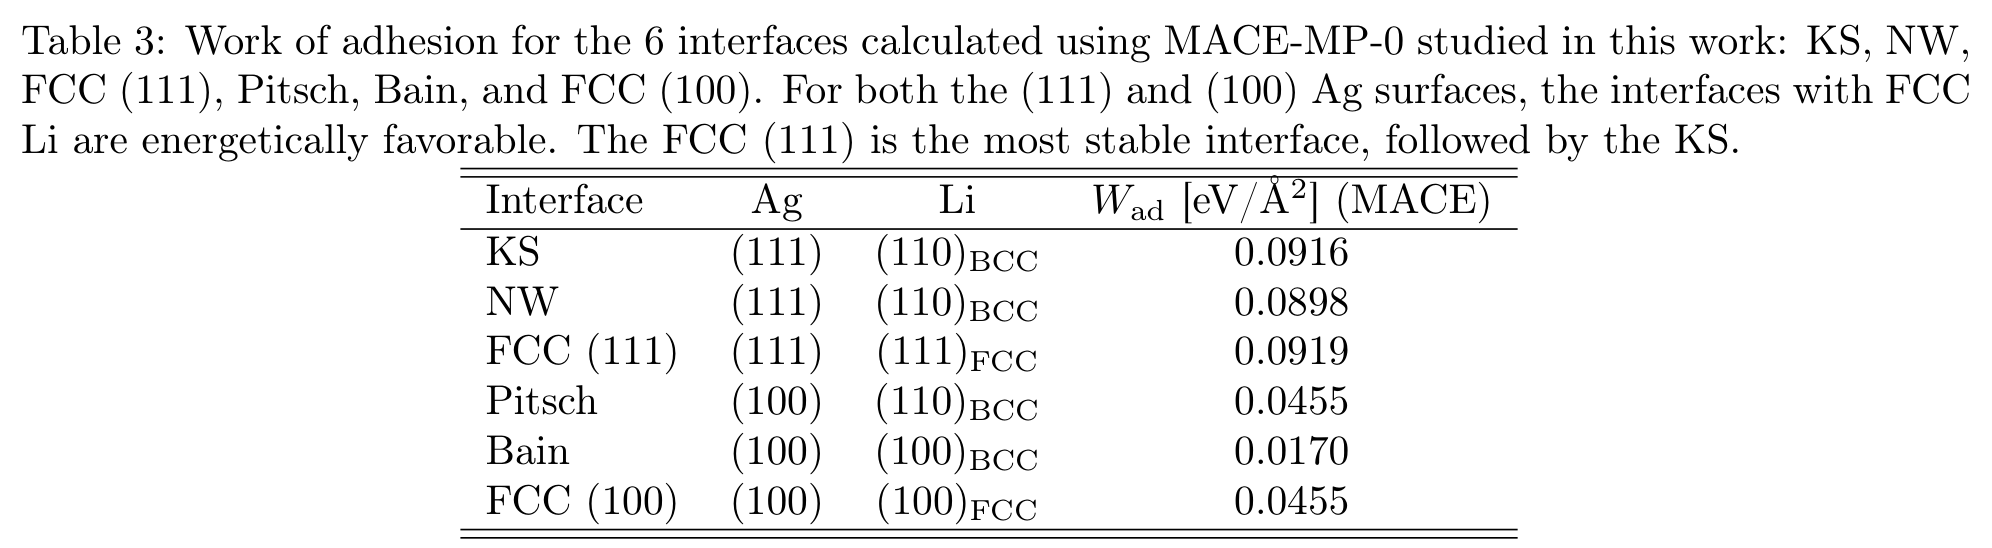 Table 3: Work of adhesion for the 6 interfaces calculated using MACE-MP-0 studied in this work: KS, NW,
FCC (111), Pitsch, Bain, and FCC (100). For both the (111) and (100) Ag surfaces, the interfaces with FCC
Li are energetically favorable. The FCC (111) is the most stable interface, followed by the KS.
Interface Ag Li W_ad [eV/Å²] (MACE)
KS (111) (110)_BCC 0.0916
NW (111) (110)_BCC 0.0898
FCC (111) (111) (111)_FCC 0.0919
Pitsch (100) (110)_BCC 0.0455
Bain (100) (100)_BCC 0.0170
FCC (100) (100) (100)_FCC 0.0455